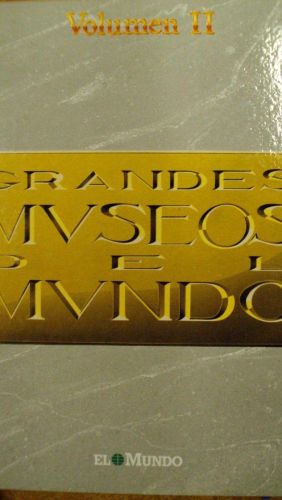 Volumen II
GRANDES
MVSEOS
DEL
MVNDO
EL MUNDO